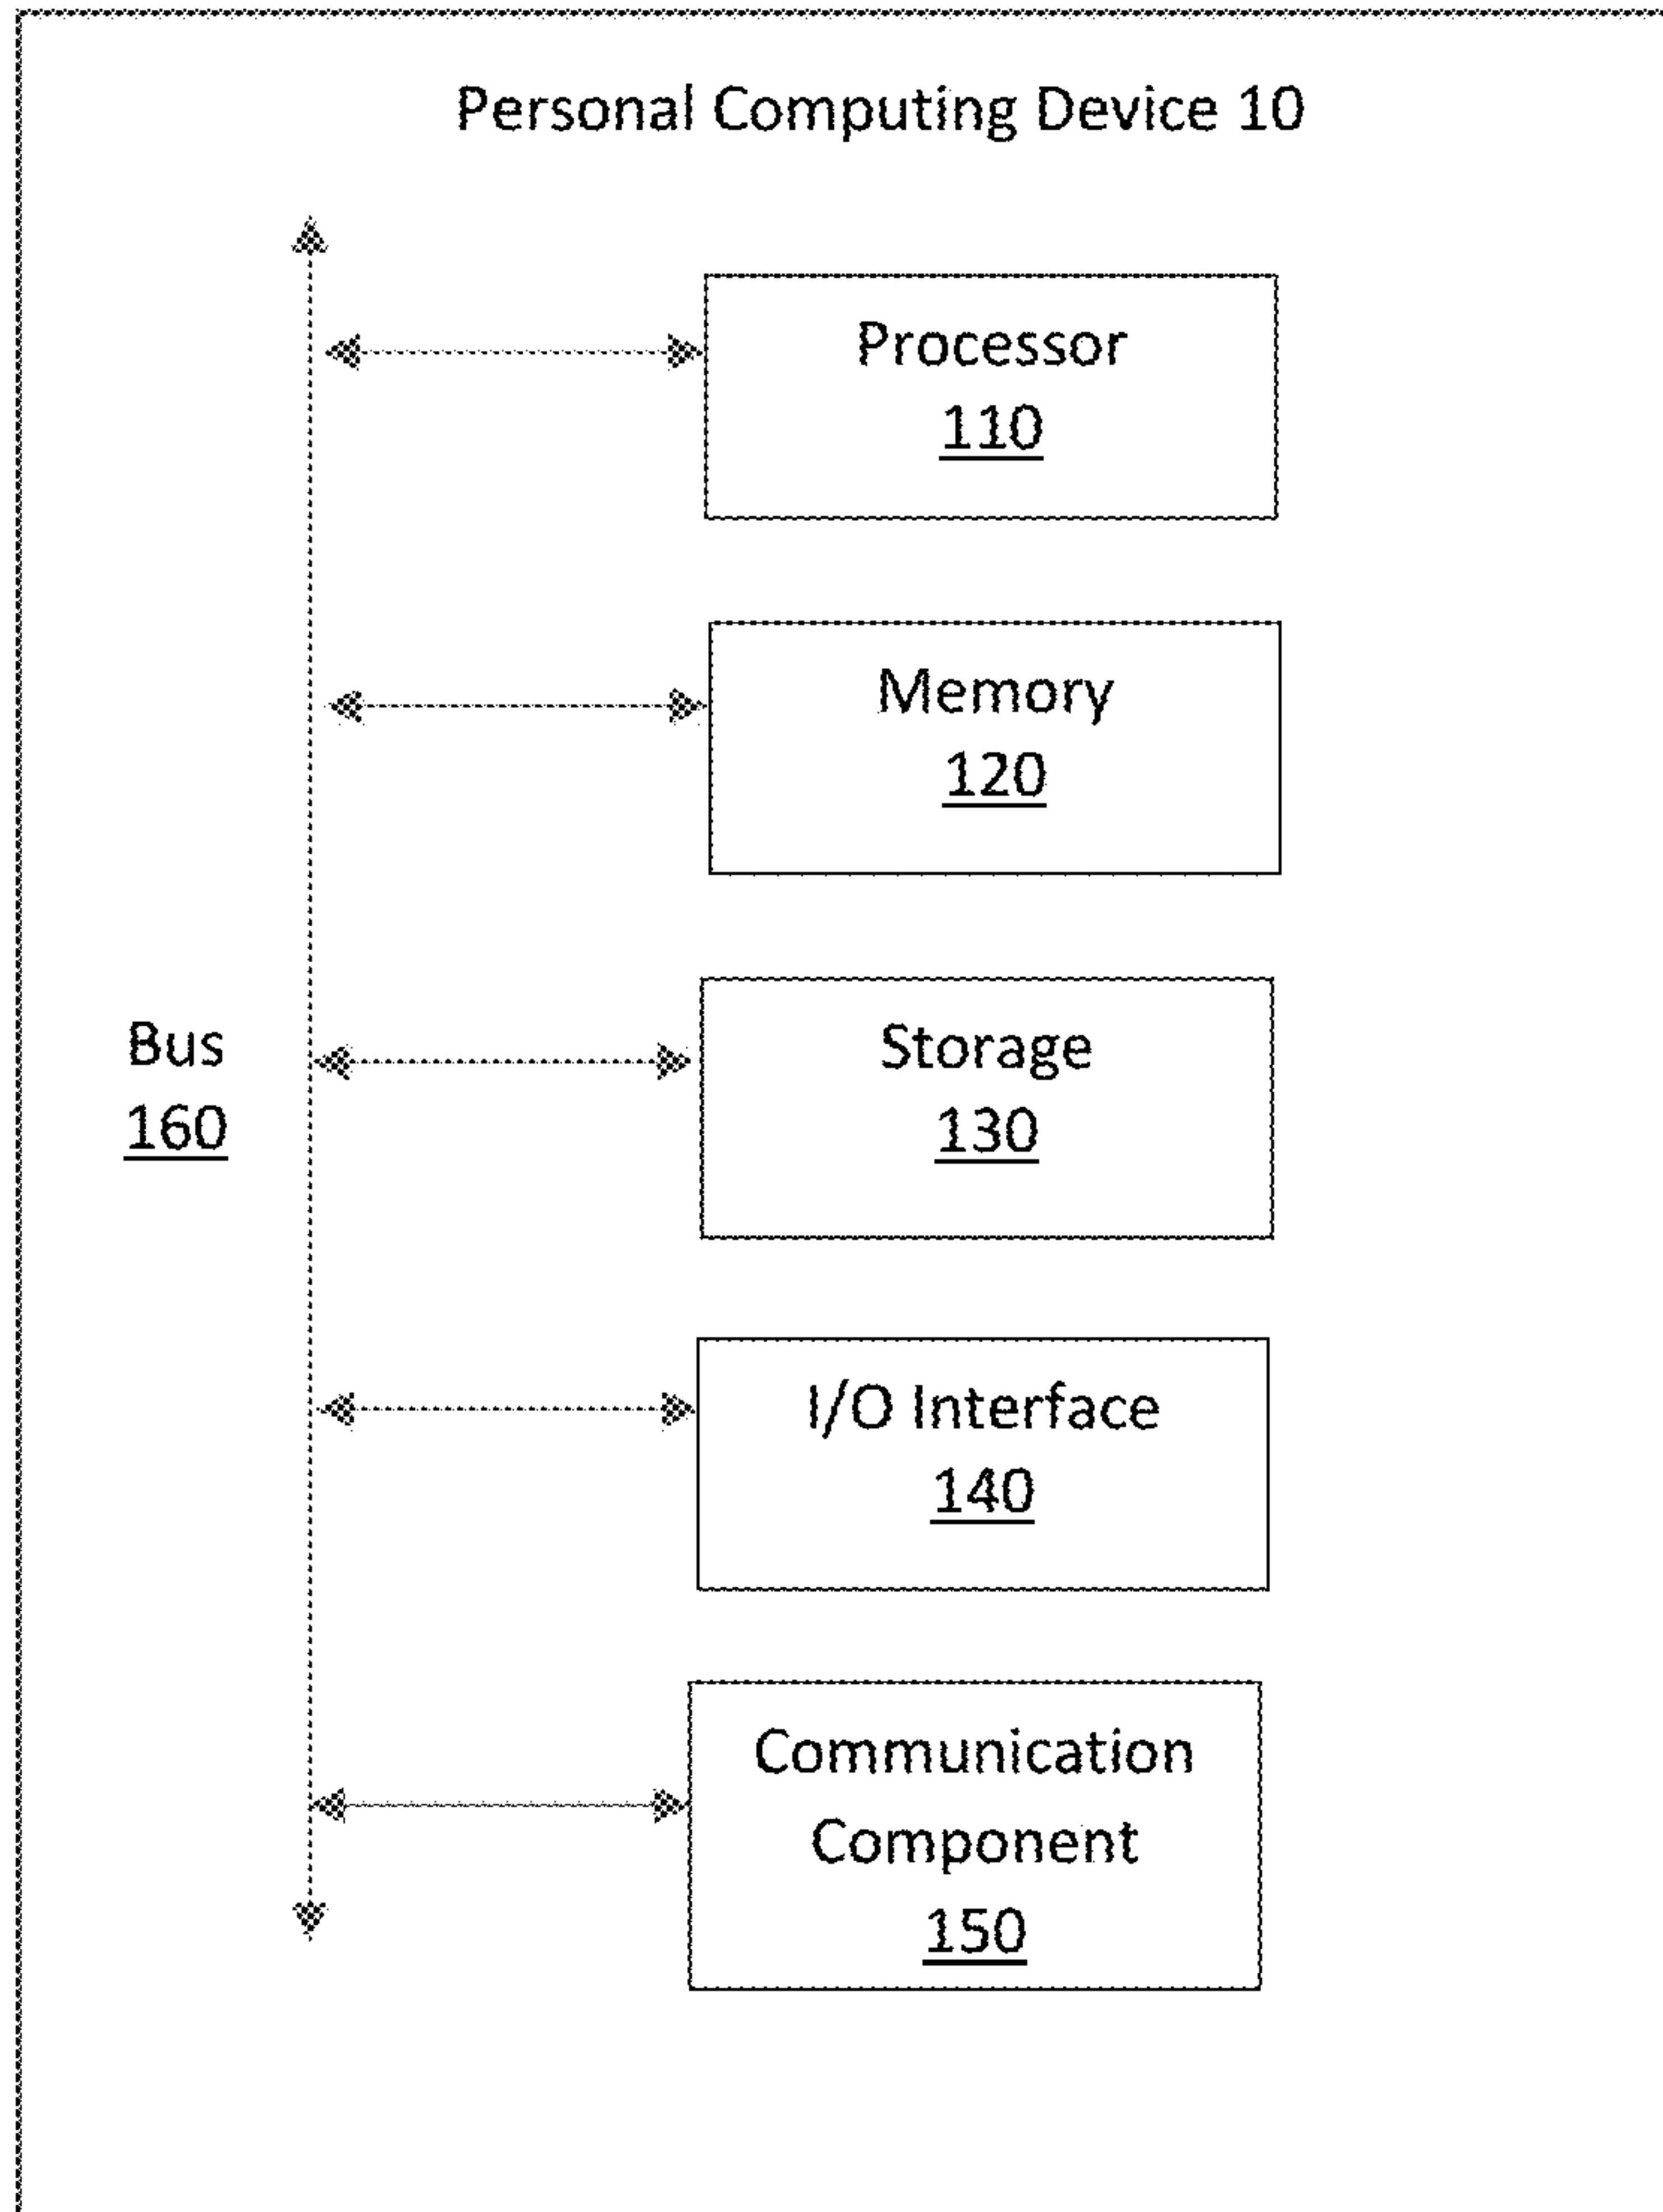 Personal Computing Device 10
Processor
110
Memory
120
Bus
160
Storage
130
I/O Interface
140
Communication
Component
150